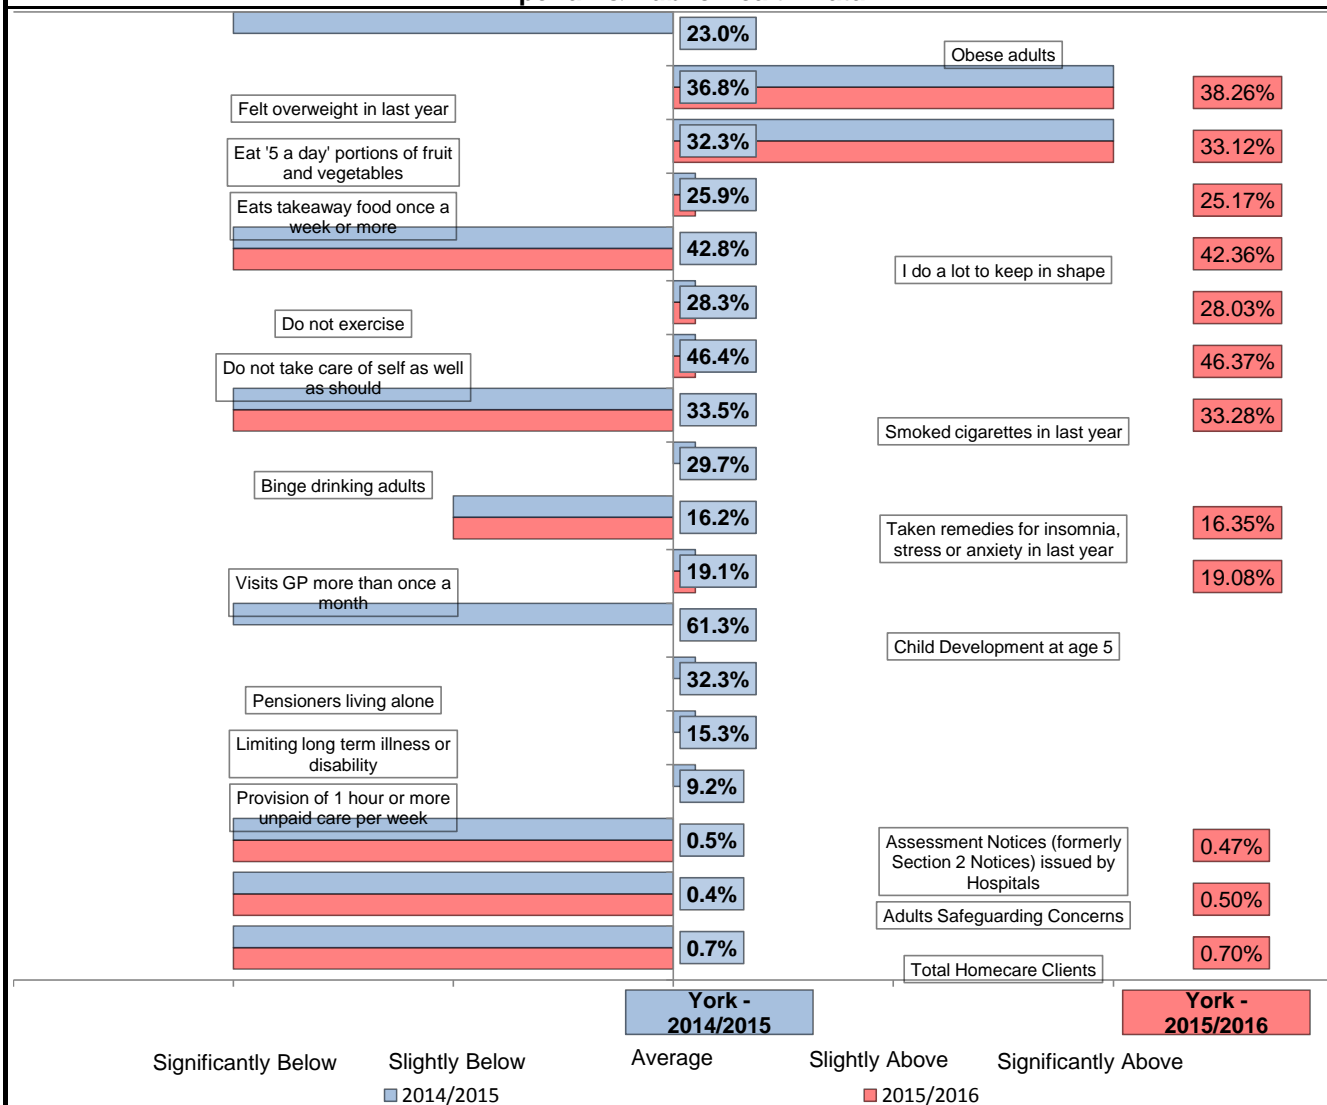 23.0%
Obese adults
36.8%
38.26%
Felt overweight in last year
32.3%
33.12%
Eat '5 a day' portions of fruit
and vegetables
25.9%
25.17%
Eats takeaway food once a
week or more
42.8%
42.36%
I do a lot to keep in shape
28.3%
28.03%
Do not exercise
46.4%
46.37%
Do not take care of self as well
as should
33.5%
33.28%
Smoked cigarettes in last year
29.7%
Binge drinking adults
16.2%
16.35%
Taken remedies for insomnia,
stress or anxiety in last year
19.1%
19.08%
Visits GP more than once a
month
61.3%
Child Development at age 5
32.3%
Pensioners living alone
15.3%
Limiting long term illness or
disability
9.2%
Provision of 1 hour or more
unpaid care per week
0.5%
0.47%
Assessment Notices (formerly
Section 2 Notices) issued by
Hospitals
0.4%
0.50%
Adults Safeguarding Concerns
0.7%
0.70%
Total Homecare Clients
York -
2014/2015
York -
2015/2016
Significantly Below
Slightly Below
Average
Slightly Above
Significantly Above
2014/2015
2015/2016